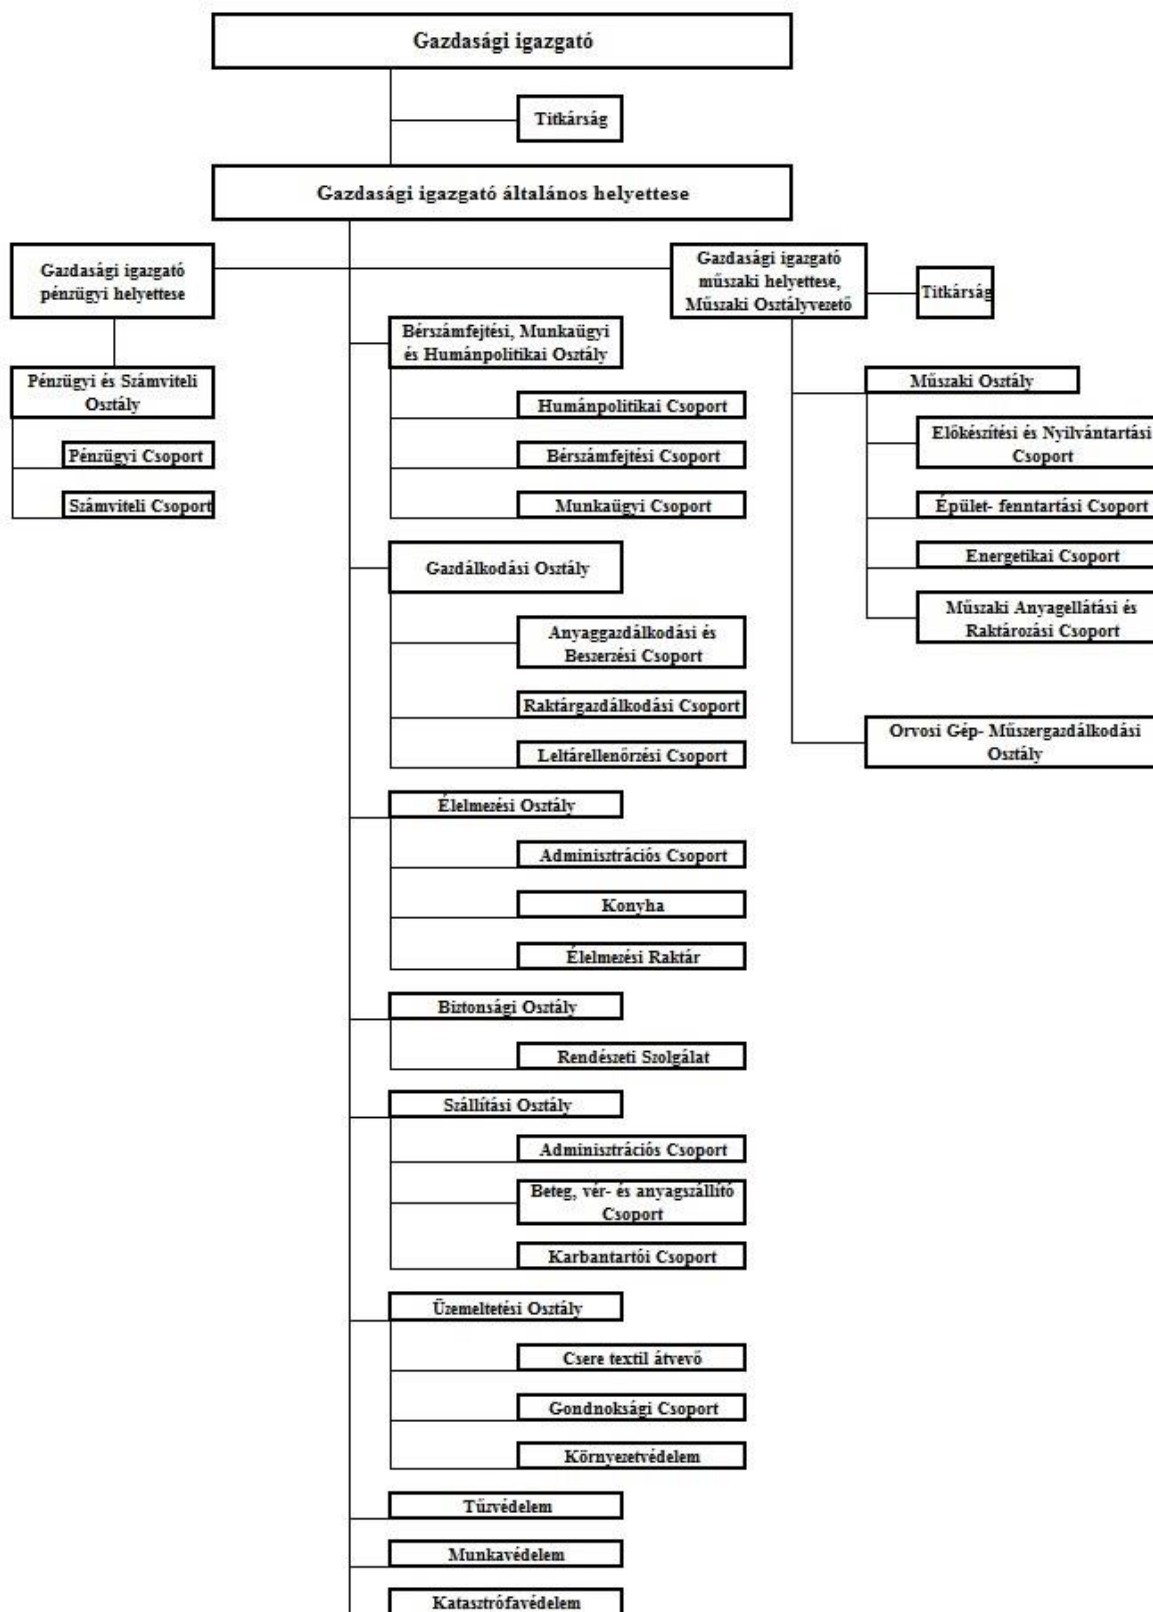 Gazdasági igazgató
Titkárság
Gazdasági igazgató általános helyettese
Gazdasági igazgató
pénzügyi helyettese
Gazdasági igazgató
műszaki helyettese,
Műszaki Osztályvezető
Titkárság
Pénzügyi és Számviteli
Osztály
Pénzügyi Csoport
Számviteli Csoport
Bérszámfejtési, Munkaügyi
és Humánpolitikai Osztály
Humánpolitikai Csoport
Bérszámfejtési Csoport
Munkaügyi Csoport
Gazdálkodási Osztály
Anyaggazdálkodási és
Beszerzési Csoport
Raktárgazdálkodási Csoport
Leltárellenőrzési Csoport
Élelmezési Osztály
Adminisztrációs Csoport
Konyha
Élelmezési Raktár
Biztonsági Osztály
Rendészeti Szolgálat
Szállítási Osztály
Adminisztrációs Csoport
Beteg, vér- és anyagszállító
Csoport
Karbantartói Csoport
Üzemeltetési Osztály
Csere textil átvevő
Gondnoksági Csoport
Környezetvédelem
Tűzvédelem
Munkavédelem
Katasztrófavédelem
Műszaki Osztály
Előkészítési és Nyilvántartási
Csoport
Épület- fenntartási Csoport
Energetikai Csoport
Műszaki Anyagellátási és
Raktározási Csoport
Orvosi Gép- Műszergazdálkodási
Osztály